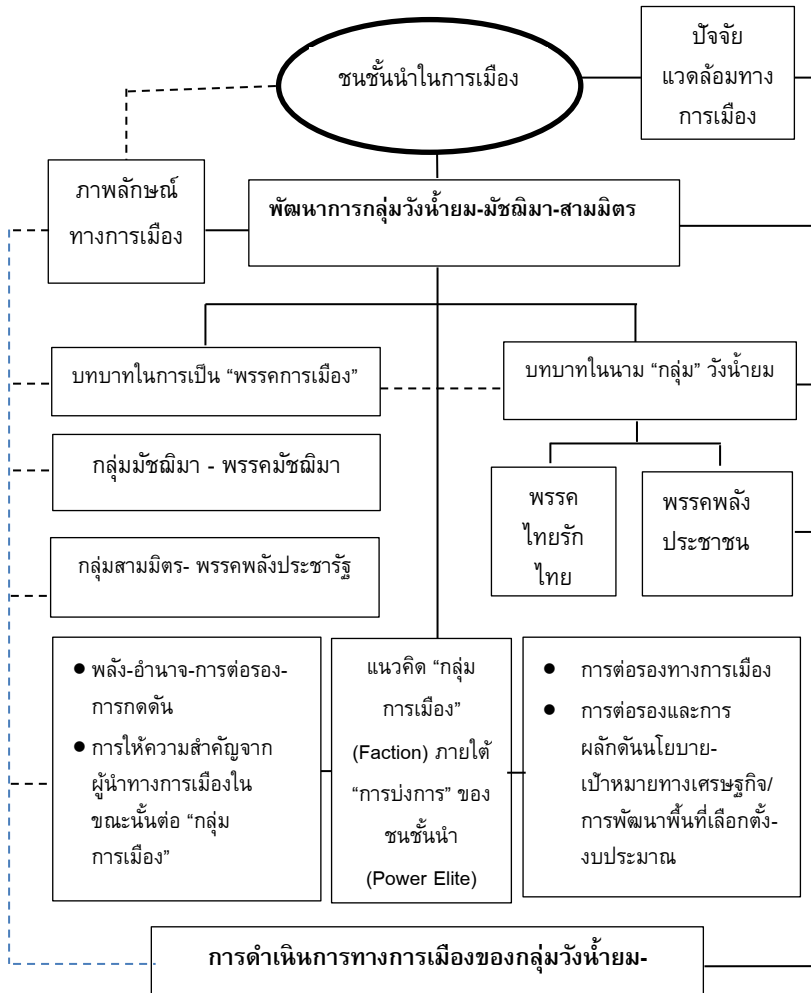 ชนชั้นนำในการเมือง
ปัจจัย
แวดล้อมทาง
การเมือง
ภาพลักษณ์
ทางการเมือง
พัฒนาการกลุ่มวังน้ำยม-มัชฌิมา-สามมิตร
บทบาทในการเป็น “พรรคการเมือง”
บทบาทในนาม “กลุ่ม” วังน้ำยม
กลุ่มมัชฌิมา - พรรคมัชฌิมา
พรรค
ไทยรัก
ไทย
พรรคพลัง
ประชาชน
กลุ่มสามมิตร- พรรคพลังประชารัฐ
● พลัง-อำนาจ-การต่อรอง-
การกดดัน
● การให้ความสำคัญจาก
ผู้นำทางการเมืองใน
ขณะนั้นต่อ “กลุ่ม
การเมือง”
แนวคิด “กลุ่ม
การเมือง”
(Faction) ภายใต้
“การบ่งการ” ของ
ชนชั้นนำ
(Power Elite)
● การต่อรองทางการเมือง
● การต่อรองและการ
ผลักดันนโยบาย-
เป้าหมายทางเศรษฐกิจ/
การพัฒนาพื้นที่เลือกตั้ง-
งบประมาณ
การดำเนินการทางการเมืองของกลุ่มวังน้ำยม-